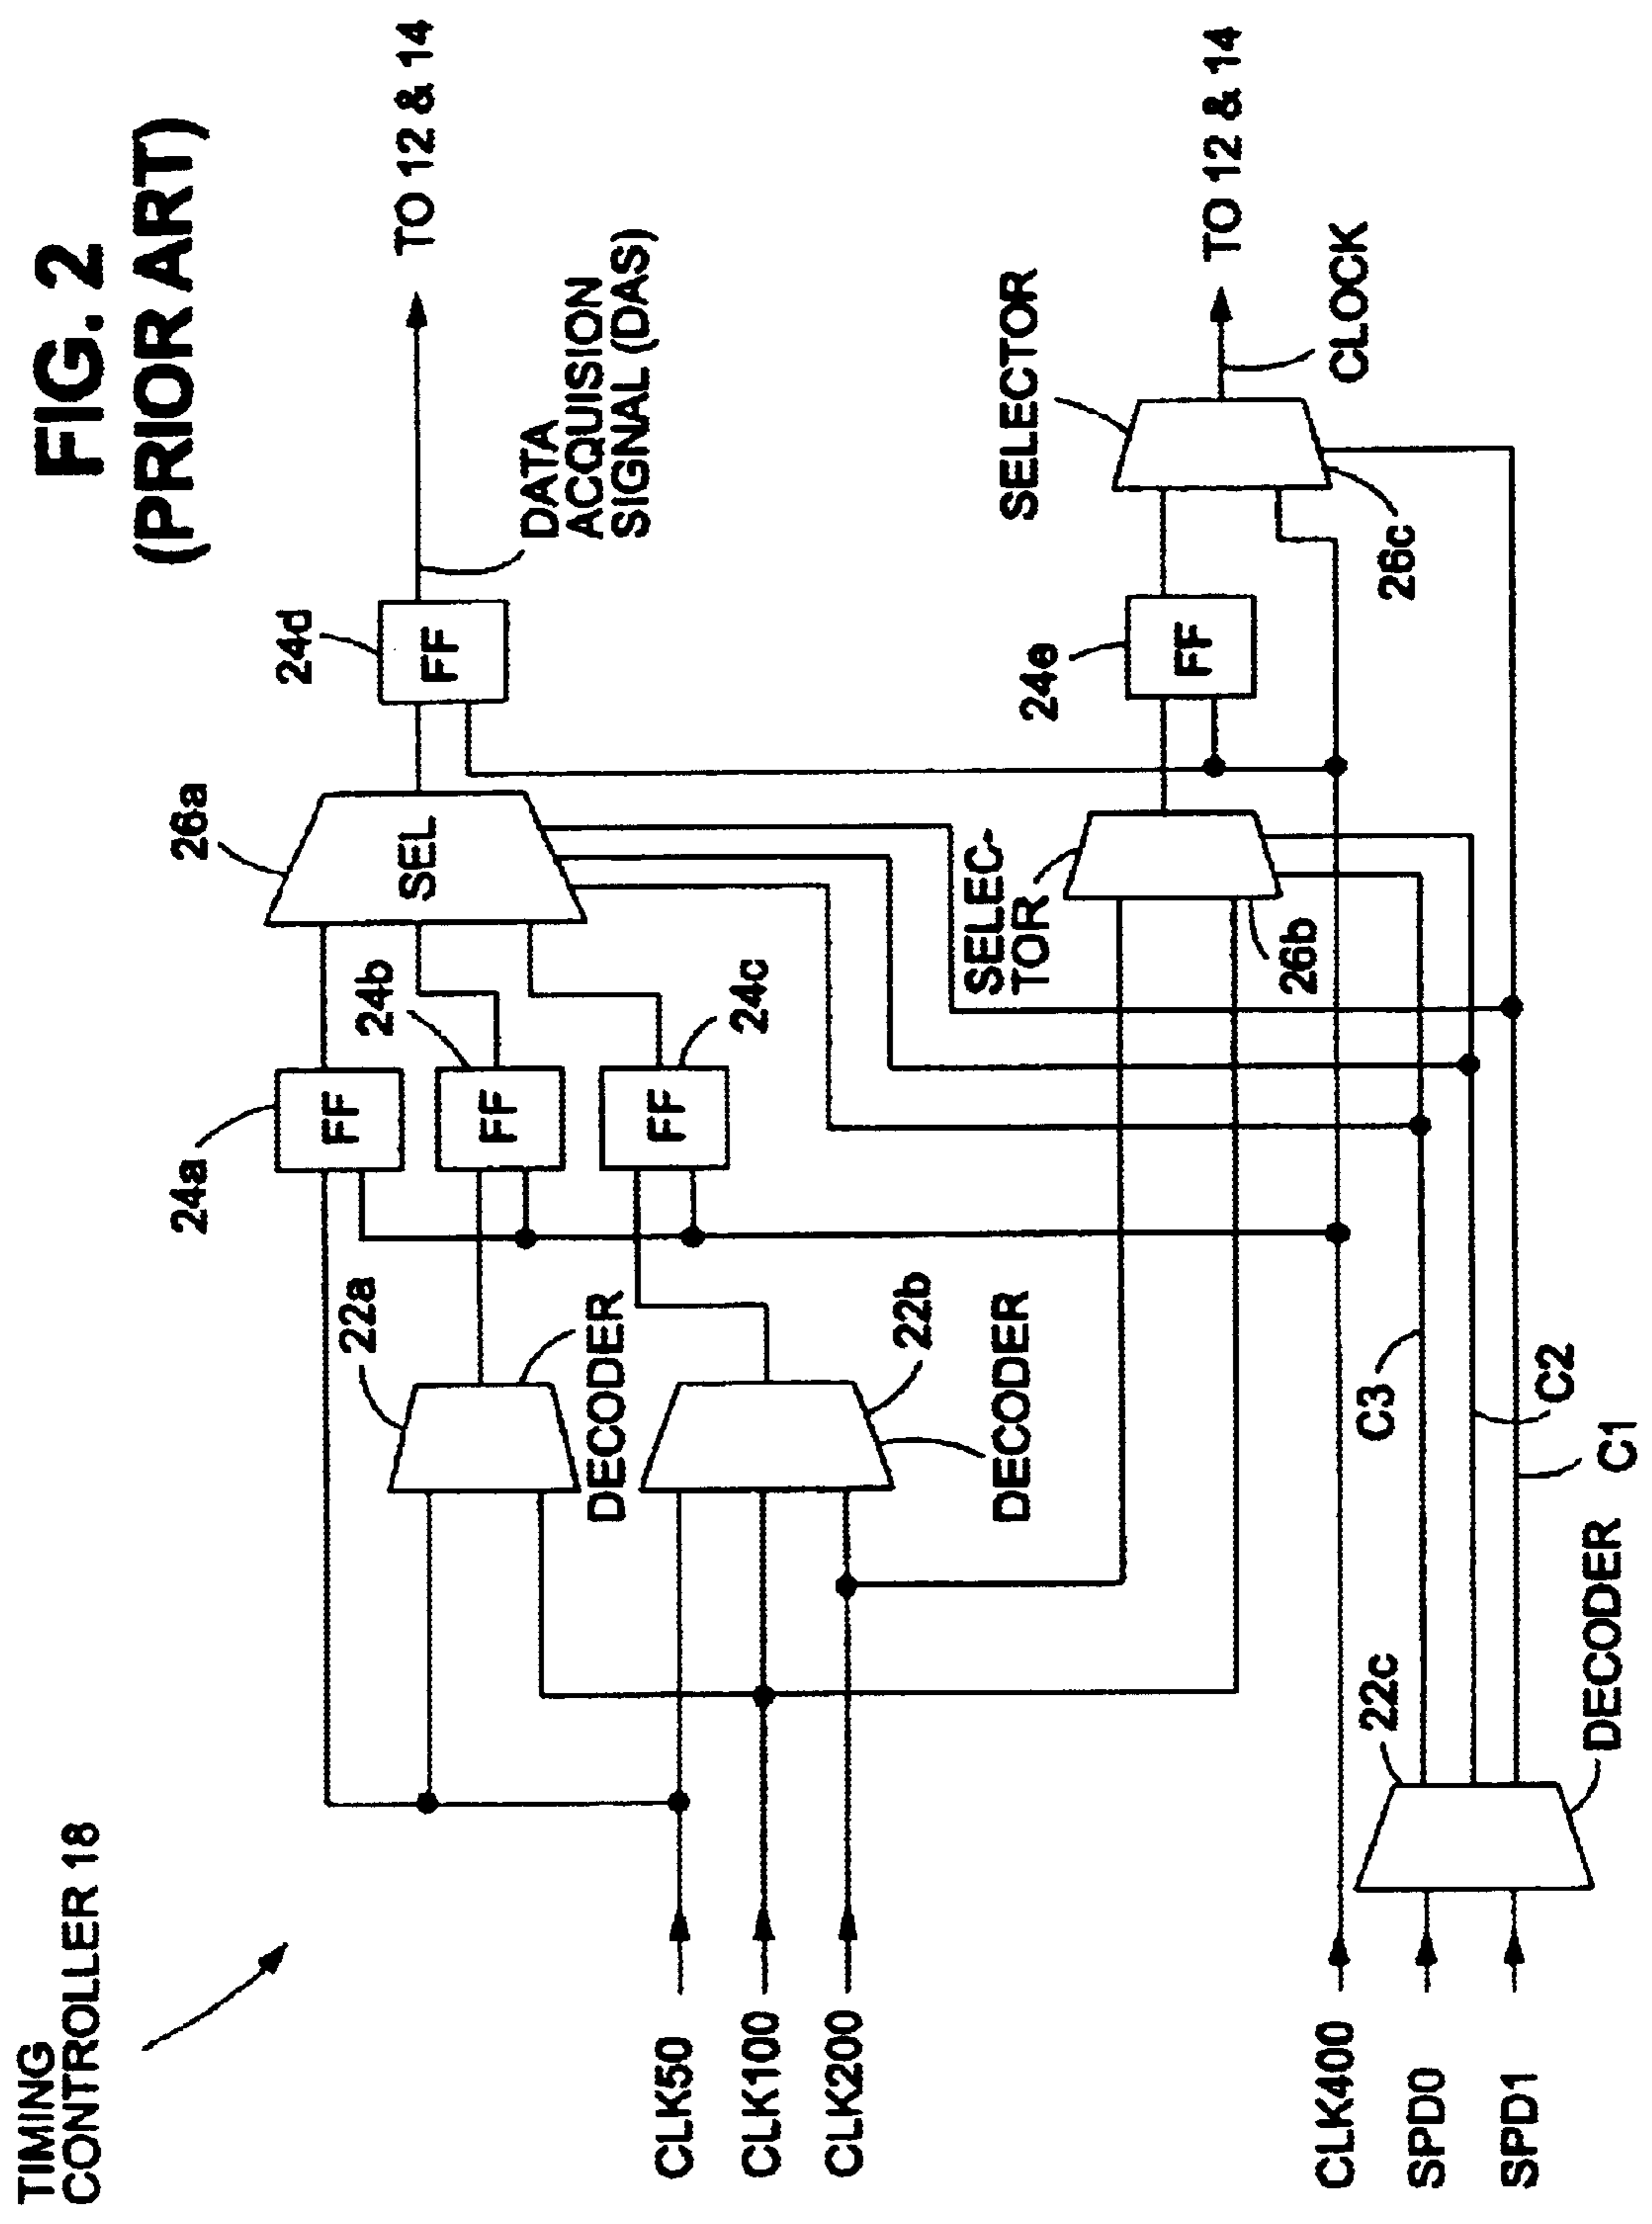 FIG. 2
(PRIOR ART)
TIMING
CONTROLLER 18
TO 12 & 14
DATA
ACQUISION
SIGNAL (DAS)
24d
FF
26a
SEL
24a
FF
24b
FF
24c
FF
22a
DECODER
22b
DECODER
CLK50
CLK100
CLK200
TO 12 & 14
CLOCK
SELECTOR
26c
24e
FF
SELEC-
TOR
26b
C3
C2
C1
22c
DECODER
CLK400
SPD0
SPD1